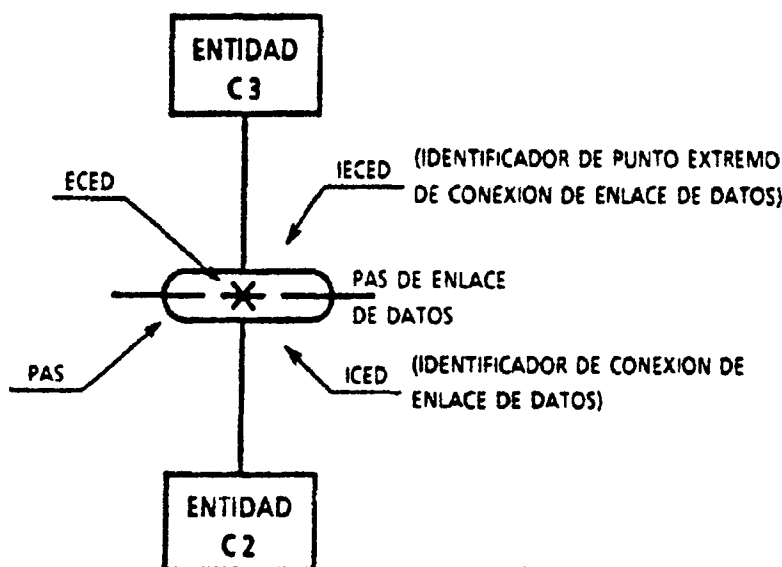 ENTIDAD
C3
ECED
IECED
(IDENTIFICADOR DE PUNTO EXTREMO
DE CONEXION DE ENLACE DE DATOS)
PAS DE ENLACE
DE DATOS
PAS
ICED
(IDENTIFICADOR DE CONEXION DE
ENLACE DE DATOS)
ENTIDAD
C2